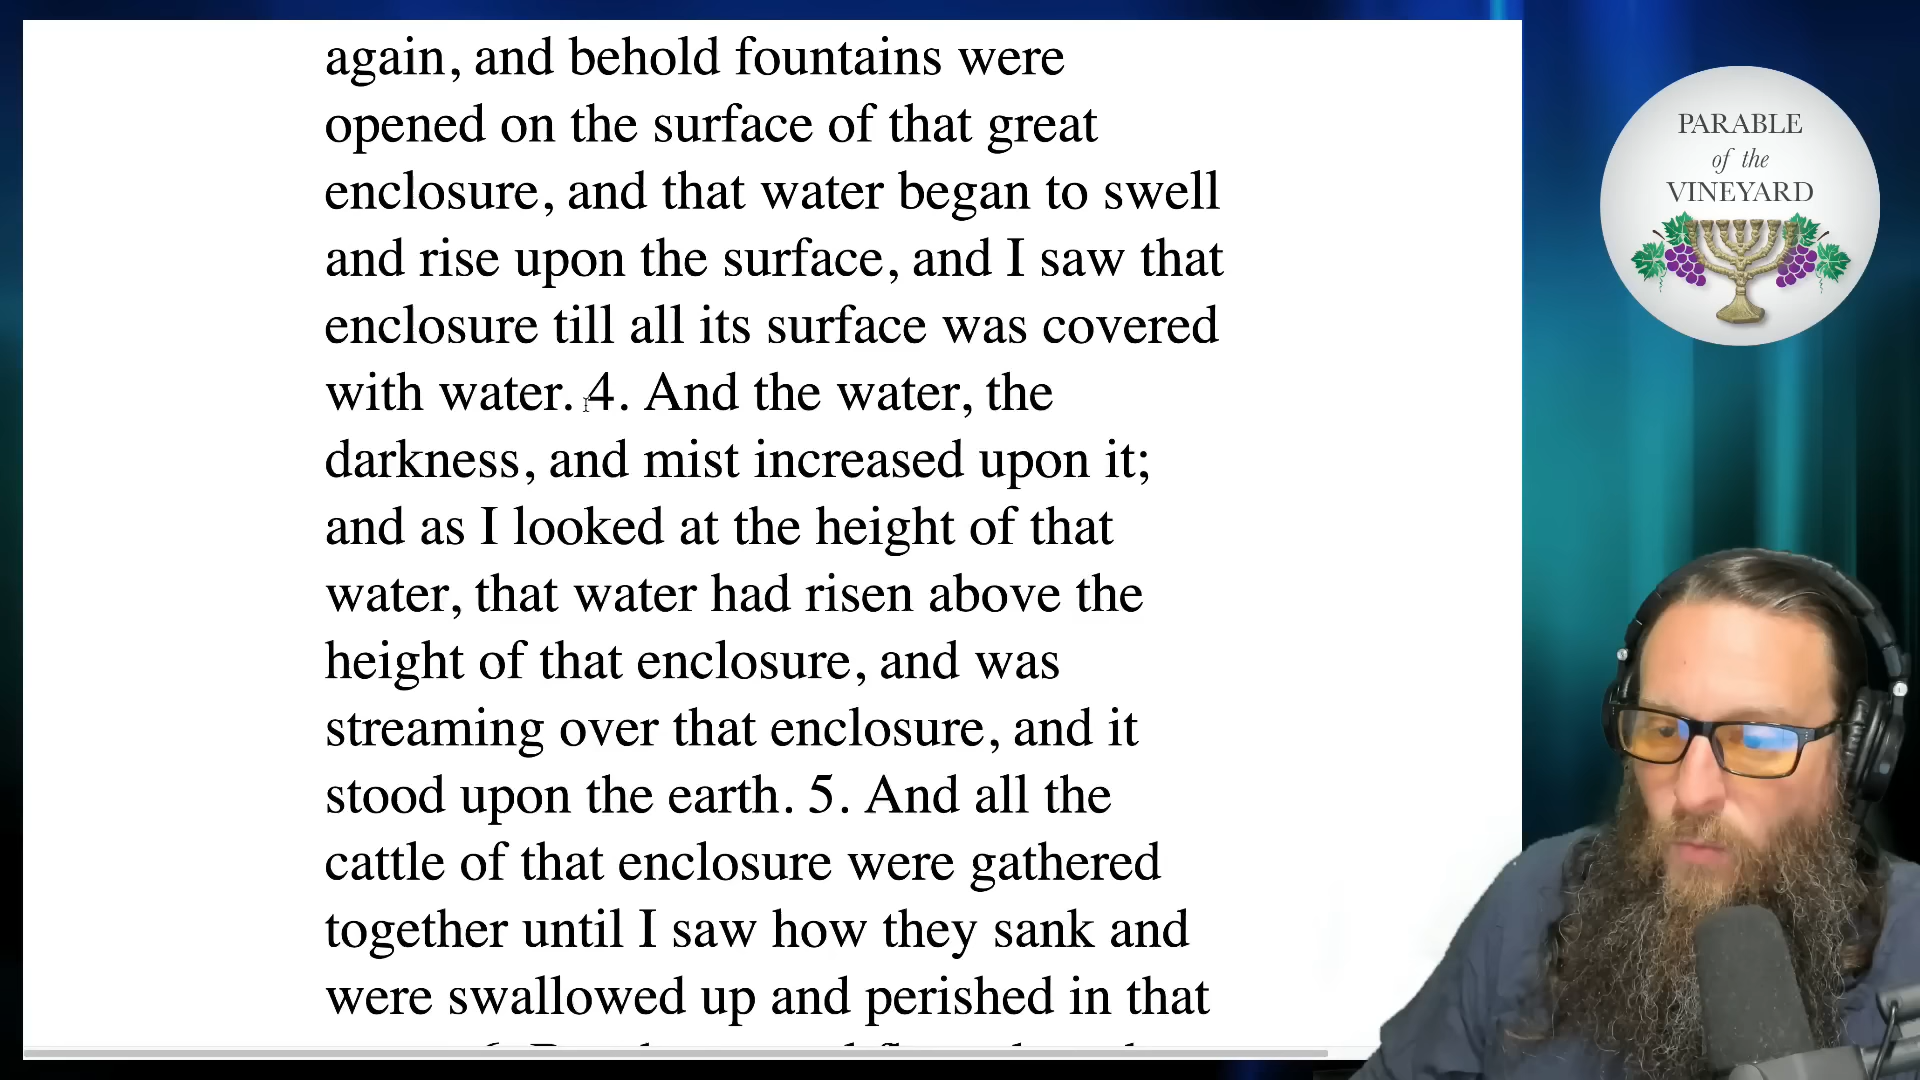 again, and behold fountains were
opened on the surface of that great
enclosure, and that water began to swell
and rise upon the surface, and I saw that
enclosure till all its surface was covered
with water. 4. And the water, the
darkness, and mist increased upon it;
and as I looked at the height of that
water, that water had risen above the
height of that enclosure, and was
streaming over that enclosure, and it
stood upon the earth. 5. And all the
cattle of that enclosure were gathered
together until I saw how they sank and
were swallowed up and perished in that
PARABLE
of the
VINEYARD